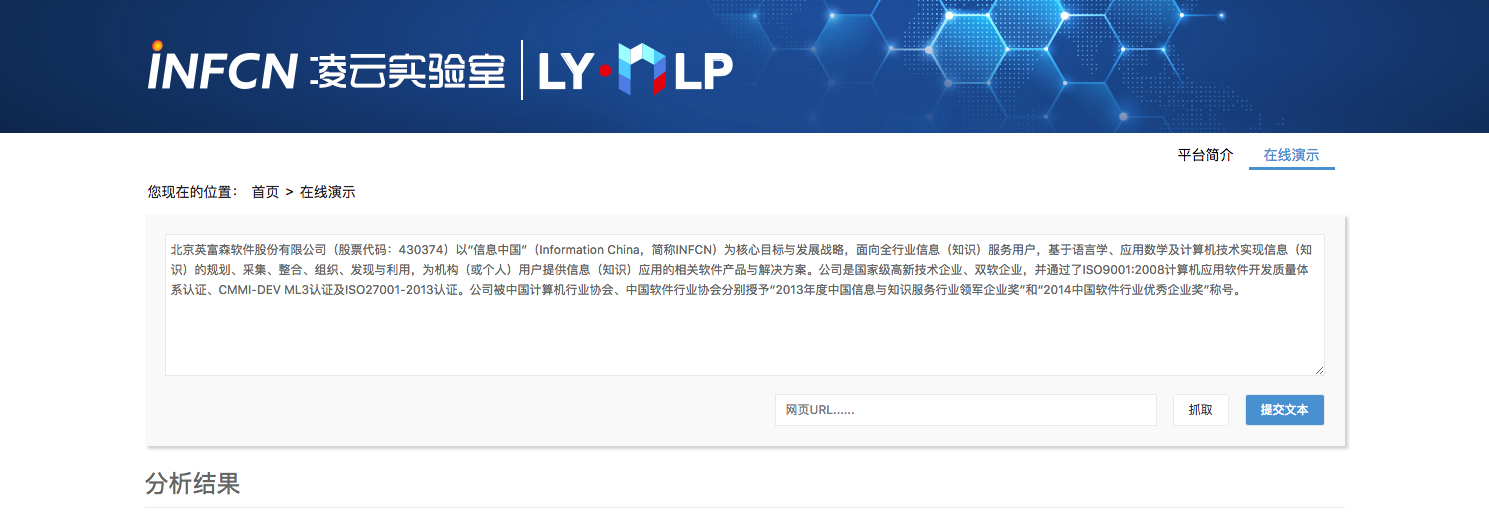 iNFCN 凌云实验室 LY·nLP
平台简介 在线演示
您现在的位置： 首页 > 在线演示
北京英富森软件股份有限公司（股票代码：430374）以“信息中国”（Information China，简称INFCN）为核心目标与发展战略，面向全行业信息（知识）服务用户，基于语言学、应用数学及计算机技术实现信息（知
识）的规划、采集、整合、组织、发现与利用，为机构（或个人）用户提供信息（知识）应用的相关软件产品与解决方案。公司是国家级高新技术企业、双软企业，并通过了ISO9001:2008计算机应用软件开发质量体
系认证、CMMI-DEV ML3认证及ISO27001-2013认证。公司被中国计算机行业协会、中国软件行业协会分别授予“2013年度中国信息与知识服务行业领军企业奖”和“2014中国软件行业优秀企业奖”称号。
网页URL...... 抓取 提交文本
分析结果